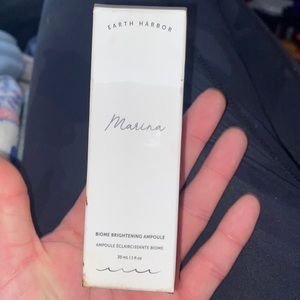 EARTH HARBOR
Marina
BIOME BRIGHTENING AMPOULE
AMPOULE ÉCLAIRCISSANTE BIOME
30 mL | 1 fl oz